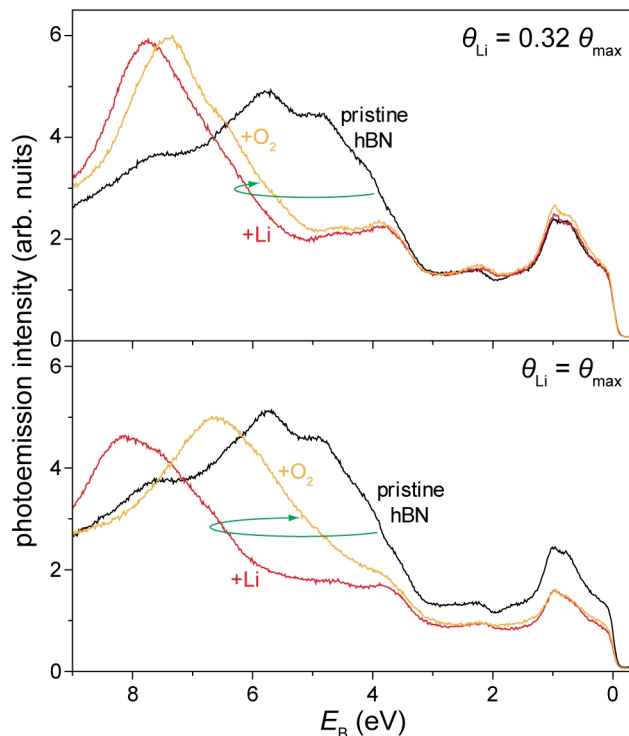 θLi = 0.32 θmax
6
4
2
0
pristine
hBN
+O2
+Li
θLi = θmax
6
4
2
0
+O2
pristine
hBN
+Li
8 6 4 2 0
EB (eV)
photoemission intensity (arb. nuits)